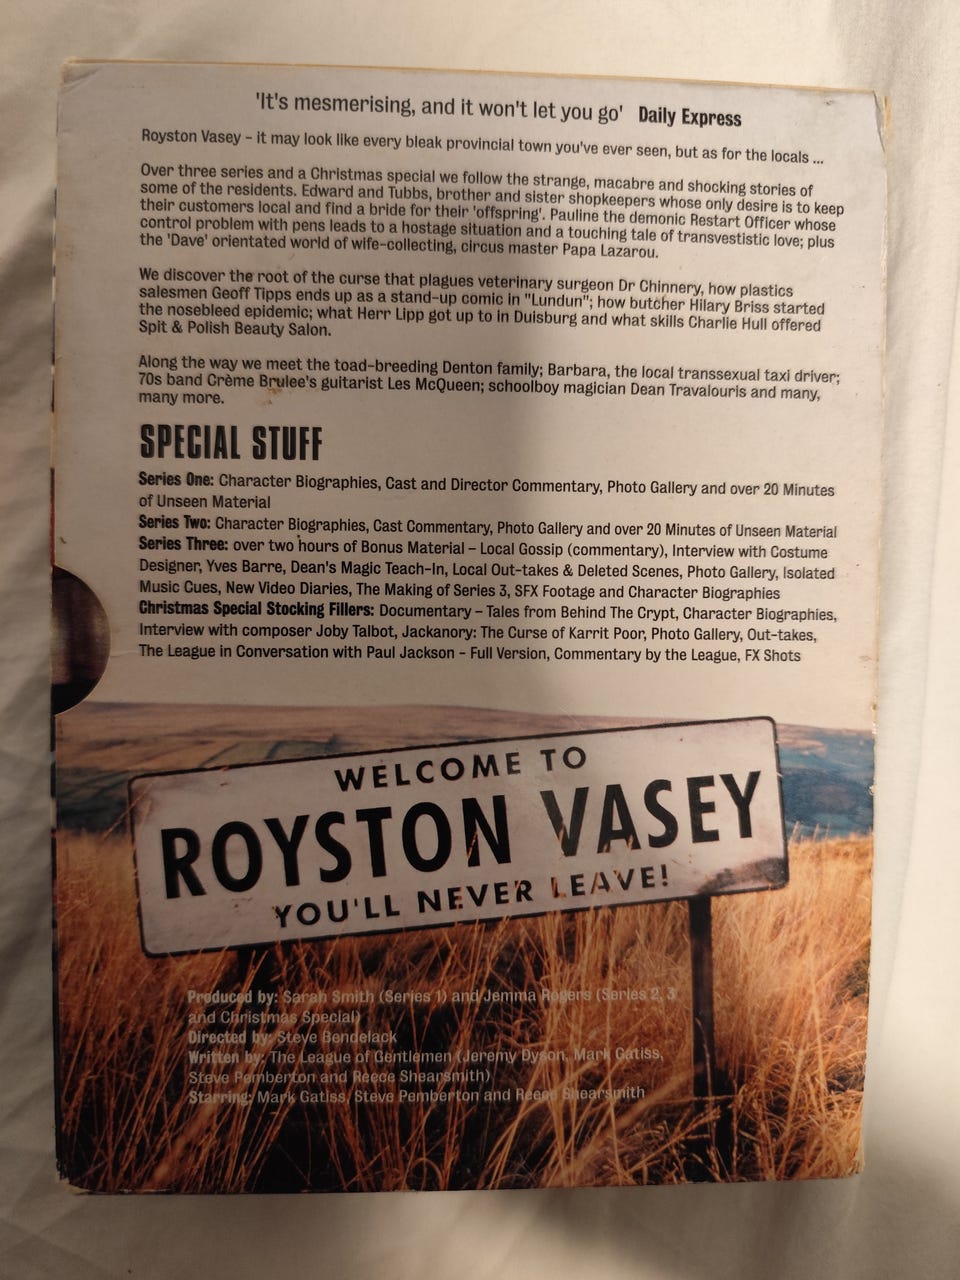 'It's mesmerising, and it won't let you go' Daily Express
Royston Vasey – it may look like every bleak provincial town you've ever seen, but as for the locals ...
Over three series and a Christmas special we follow the strange, macabre and shocking stories of
some of the residents. Edward and Tubbs, brother and sister shopkeepers whose only desire is to keep
their customers local and find a bride for their 'offspring'. Pauline the demonic Restart Officer whose
control problem with pens leads to a hostage situation and a touching tale of transvestistic love; plus
the 'Dave' orientated world of wife-collecting, circus master Papa Lazarou.
We discover the root of the curse that plagues veterinary surgeon Dr Chinnery, how plastics
salesmen Geoff Tipps ends up as a stand-up comic in "Lundun"; how butcher Hilary Briss started
the nosebleed epidemic; what Herr Lipp got up to in Duisburg and what skills Charlie Hull offered
Spit & Polish Beauty Salon.
Along the way we meet the toad-breeding Denton family; Barbara, the local transsexual taxi driver;
70s band Crème Brulee's guitarist Les McQueen; schoolboy magician Dean Travalouris and many,
many more.
SPECIAL STUFF
Series One: Character Biographies, Cast and Director Commentary, Photo Gallery and over 20 Minutes
of Unseen Material
Series Two: Character Biographies, Cast Commentary, Photo Gallery and over 20 Minutes of Unseen Material
Series Three: over two hours of Bonus Material – Local Gossip (commentary), Interview with Costume
Designer, Yves Barre, Dean's Magic Teach-In, Local Out-takes & Deleted Scenes, Photo Gallery, Isolated
Music Cues, New Video Diaries, The Making of Series 3, SFX Footage and Character Biographies
Christmas Special Stocking Fillers: Documentary – Tales from Behind The Crypt, Character Biographies,
Interview with composer Joby Talbot, Jackanory: The Curse of Karrit Poor, Photo Gallery, Out-takes,
The League in Conversation with Paul Jackson – Full Version, Commentary by the League, FX Shots
WELCOME TO
ROYSTON VASEY
YOU'LL NEVER LEAVE!
Produced by: Sarah Smith (Series 1) and Jemma Rogers (Series 2, 3
and Christmas Special)
Directed by: Steve Bendelack
Written by: The League of Gentlemen (Jeremy Dyson, Mark Gatiss,
Steve Pemberton and Reece Shearsmith)
Starring: Mark Gatiss, Steve Pemberton and Reece Shearsmith